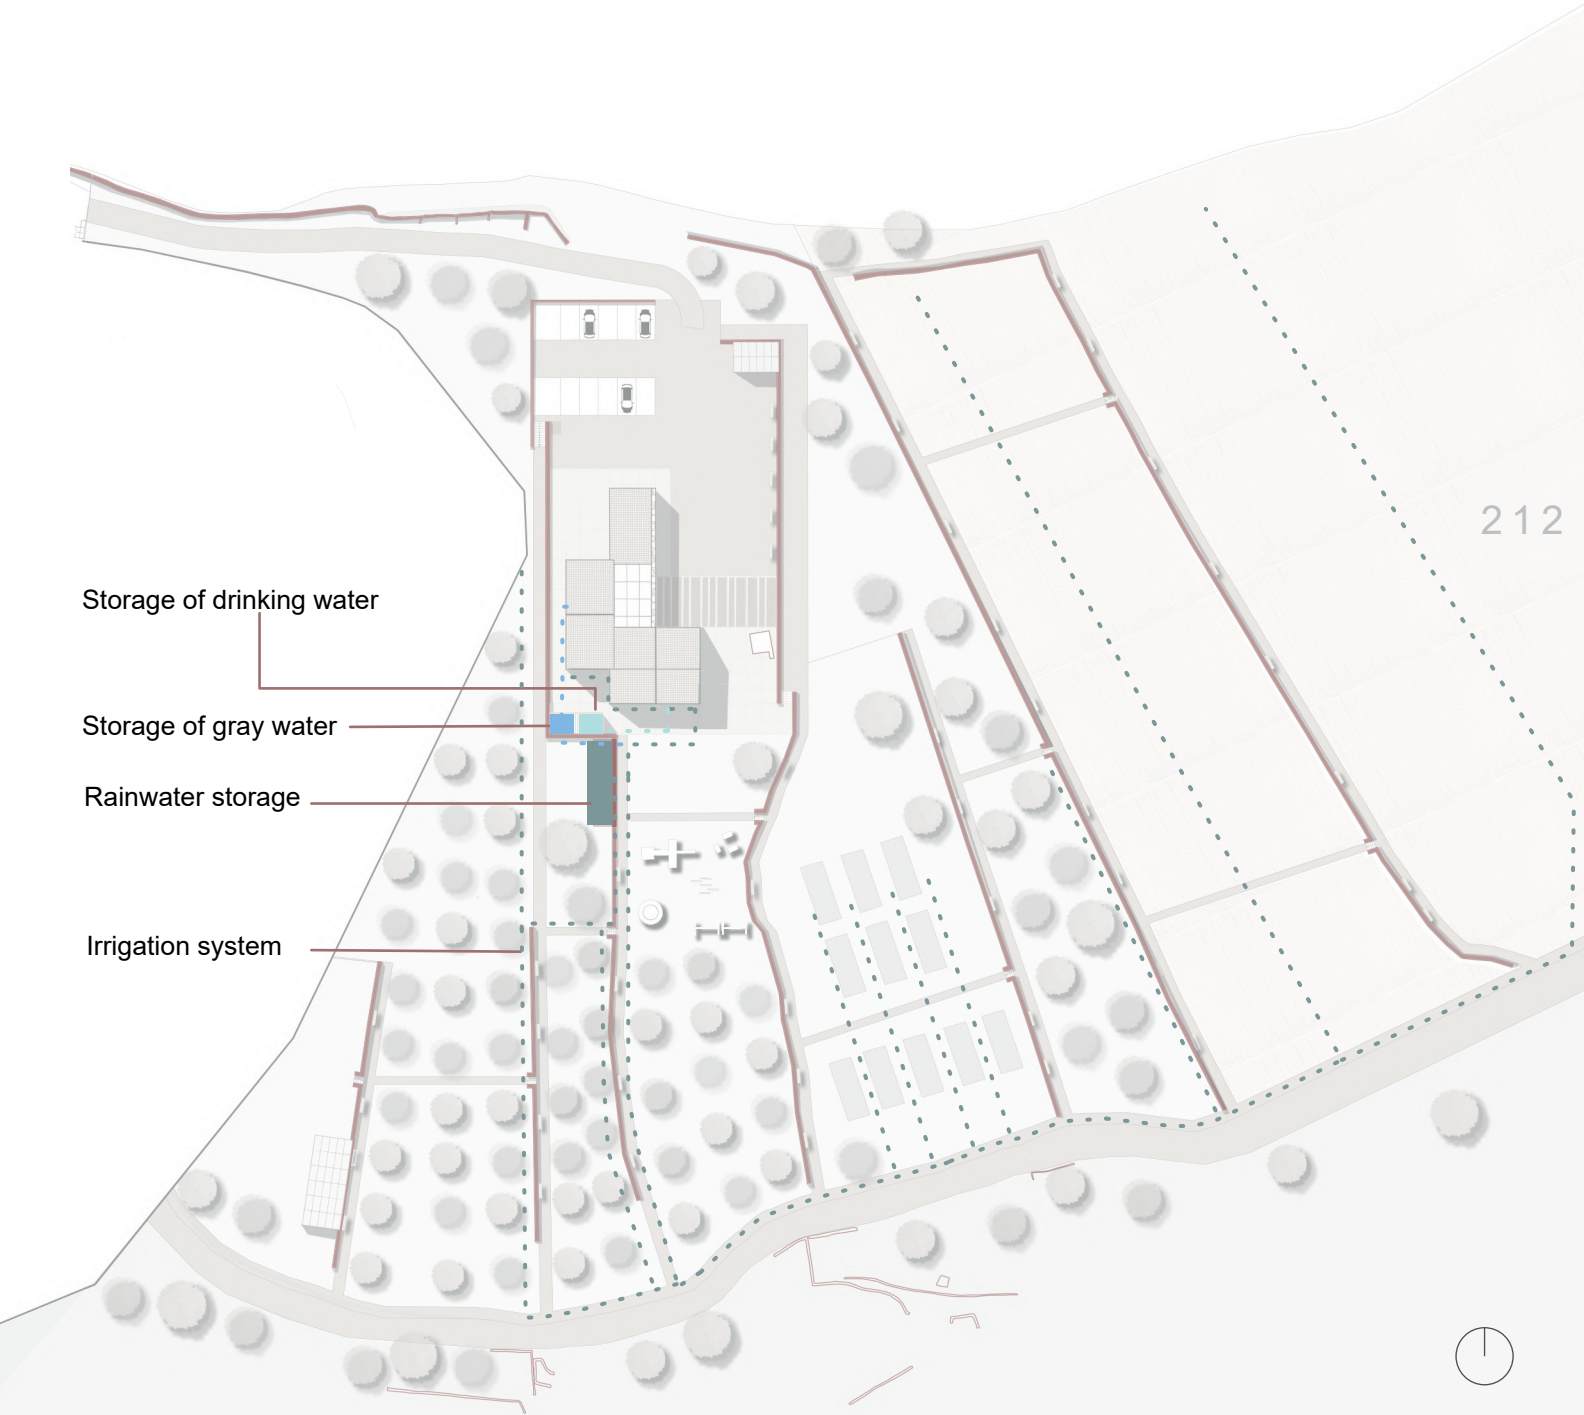 212
Storage of drinking water
Storage of gray water
Rainwater storage
Irrigation system